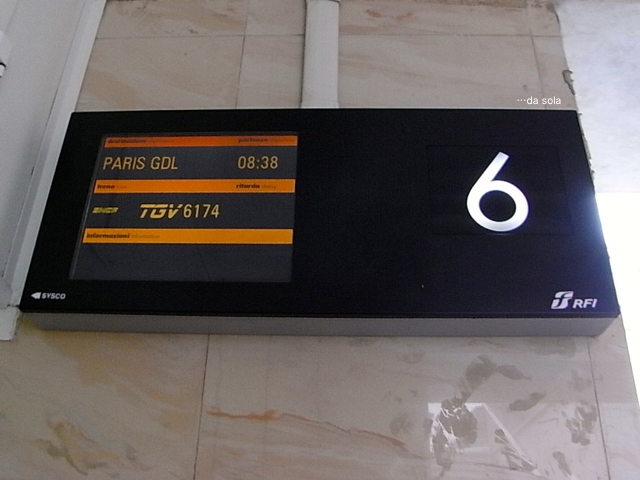 …da sola
destinazione partenza
PARIS GDL 08:38
treno ritardo
SNCF TGV 6174
informazioni
6
SYSCO
RFI